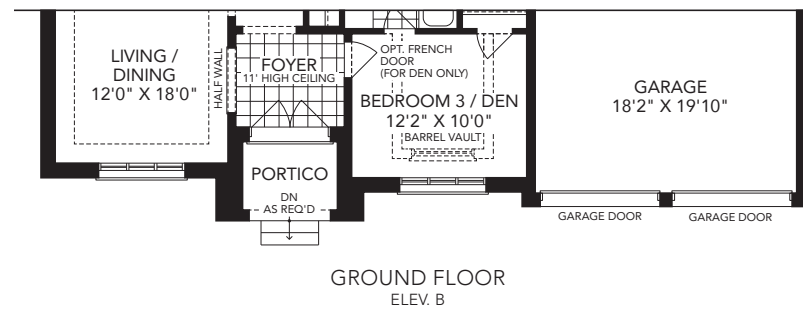 LIVING /
DINING
12'0" X 18'0"
HALF WALL
FOYER
11' HIGH CEILING
OPT. FRENCH
DOOR
(FOR DEN ONLY)
BEDROOM 3 / DEN
12'2" X 10'0"
BARREL VAULT
GARAGE
18'2" X 19'10"
PORTICO
DN
AS REQ'D
GARAGE DOOR
GARAGE DOOR
GROUND FLOOR
ELEV. B